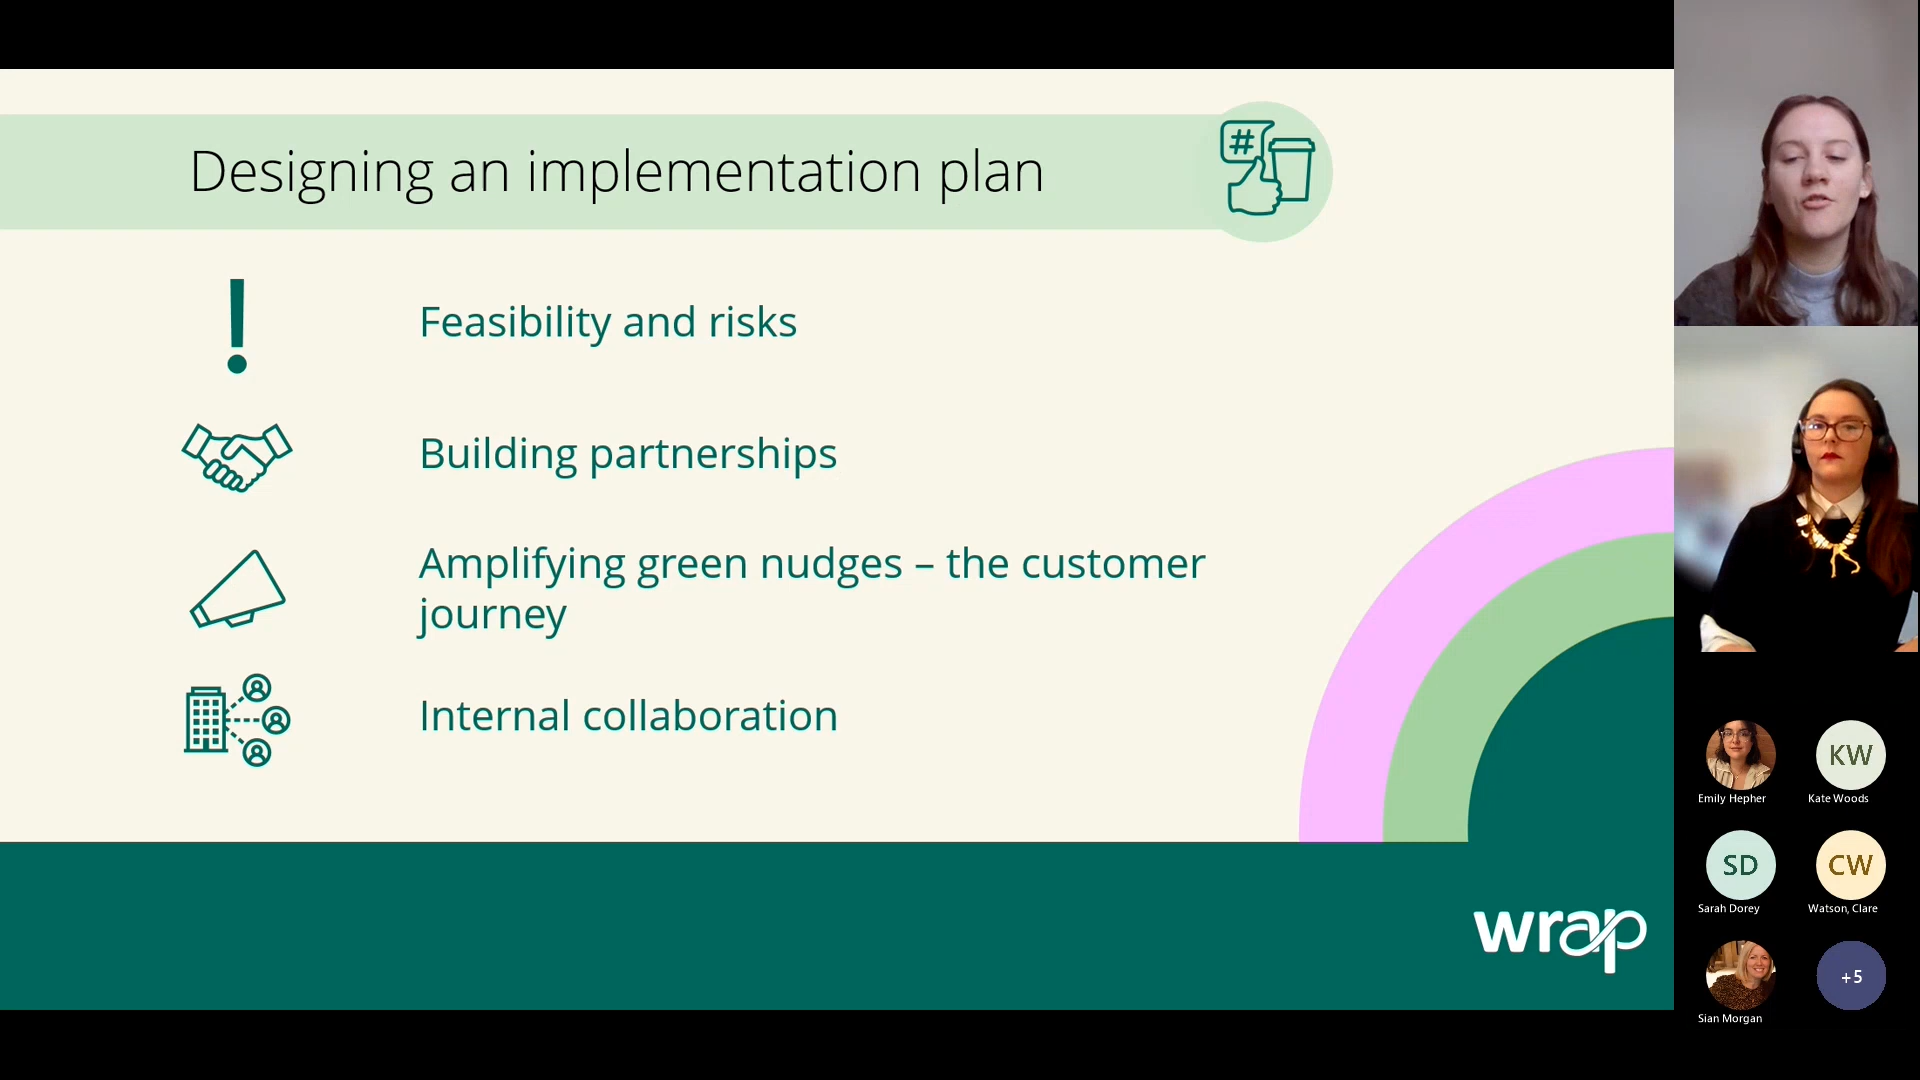 Designing an implementation plan
#
Feasibility and risks
Building partnerships
Amplifying green nudges – the customer
journey
Internal collaboration
wrap
Emily Hepher
KW
Kate Woods
SD
Sarah Dorey
CW
Watson, Clare
Sian Morgan
+5